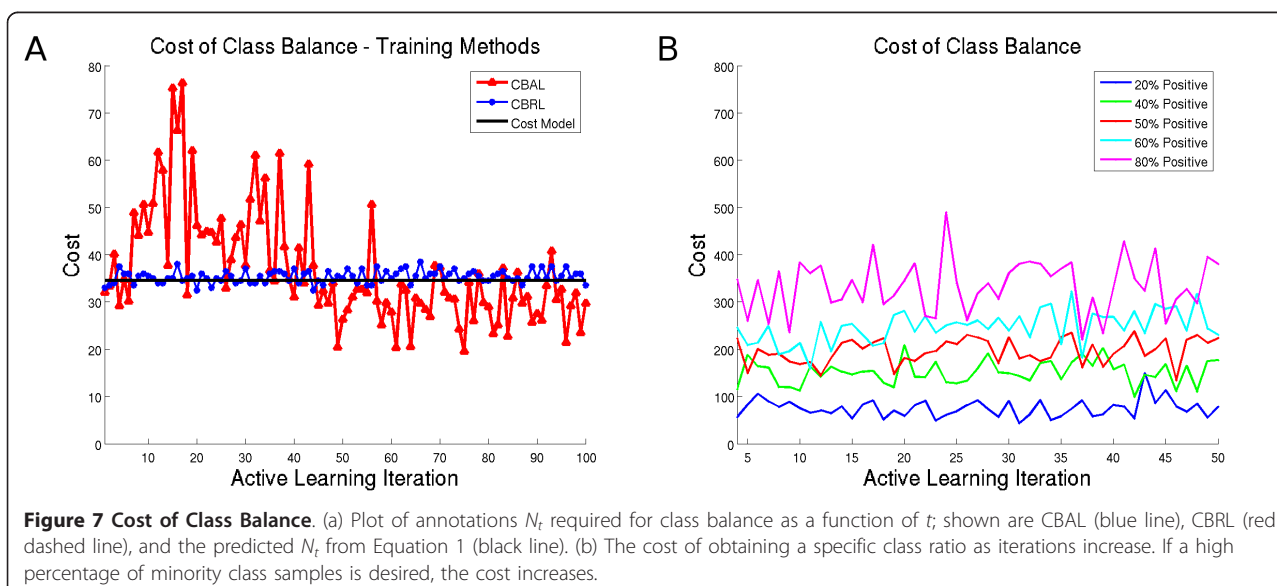 A
Cost of Class Balance - Training Methods
80
70
60
50
40
30
20
10
0
Cost
CBAL
CBRL
Cost Model
10 20 30 40 50 60 70 80 90 100
Active Learning Iteration
B
Cost of Class Balance
800
700
600
500
400
300
200
100
0
Cost
20% Positive
40% Positive
50% Positive
60% Positive
80% Positive
5 10 15 20 25 30 35 40 45 50
Active Learning Iteration
Figure 7 Cost of Class Balance. (a) Plot of annotations Nt required for class balance as a function of t; shown are CBAL (blue line), CBRL (red
dashed line), and the predicted Nt from Equation 1 (black line). (b) The cost of obtaining a specific class ratio as iterations increase. If a high
percentage of minority class samples is desired, the cost increases.